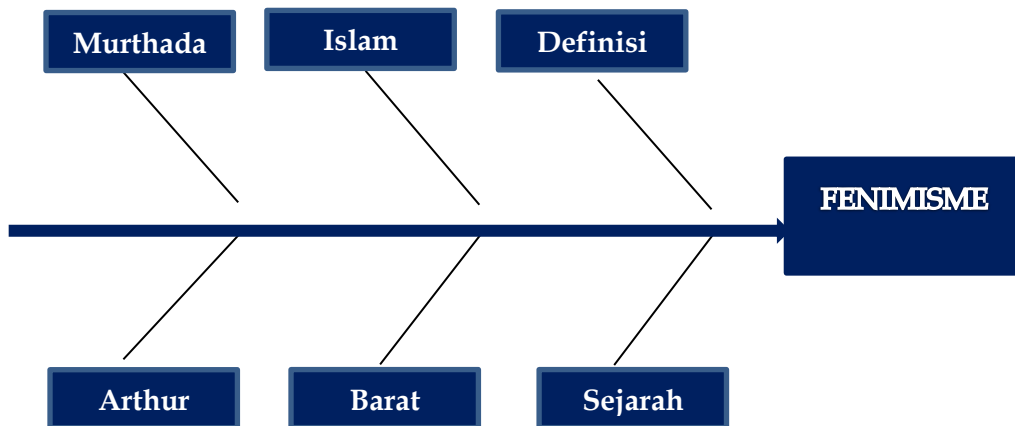 Murthada
Islam
Definisi
FENIMISME
Arthur
Barat
Sejarah